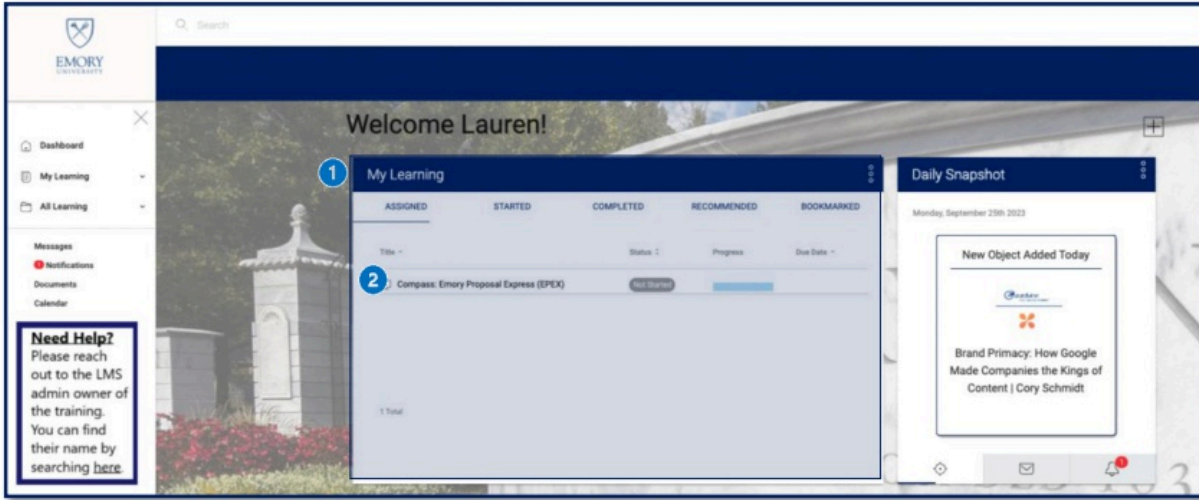 Search
EMORY
UNIVERSITY
Dashboard
My Learning
All Learning
Messages
1 Notifications
Documents
Calendar
Need Help?
Please reach
out to the LMS
admin owner of
the training.
You can find
their name by
searching here.
Welcome Lauren!
1
My Learning
ASSIGNED STARTED COMPLETED RECOMMENDED BOOKMARKED
Title Status Progress Due Date
2 Compass: Emory Proposal Express (EPEX) Not Started
1 Total
Daily Snapshot
Monday, September 25th 2023
New Object Added Today
Brand Primacy: How Google
Made Companies the Kings of
Content | Cory Schmidt
1